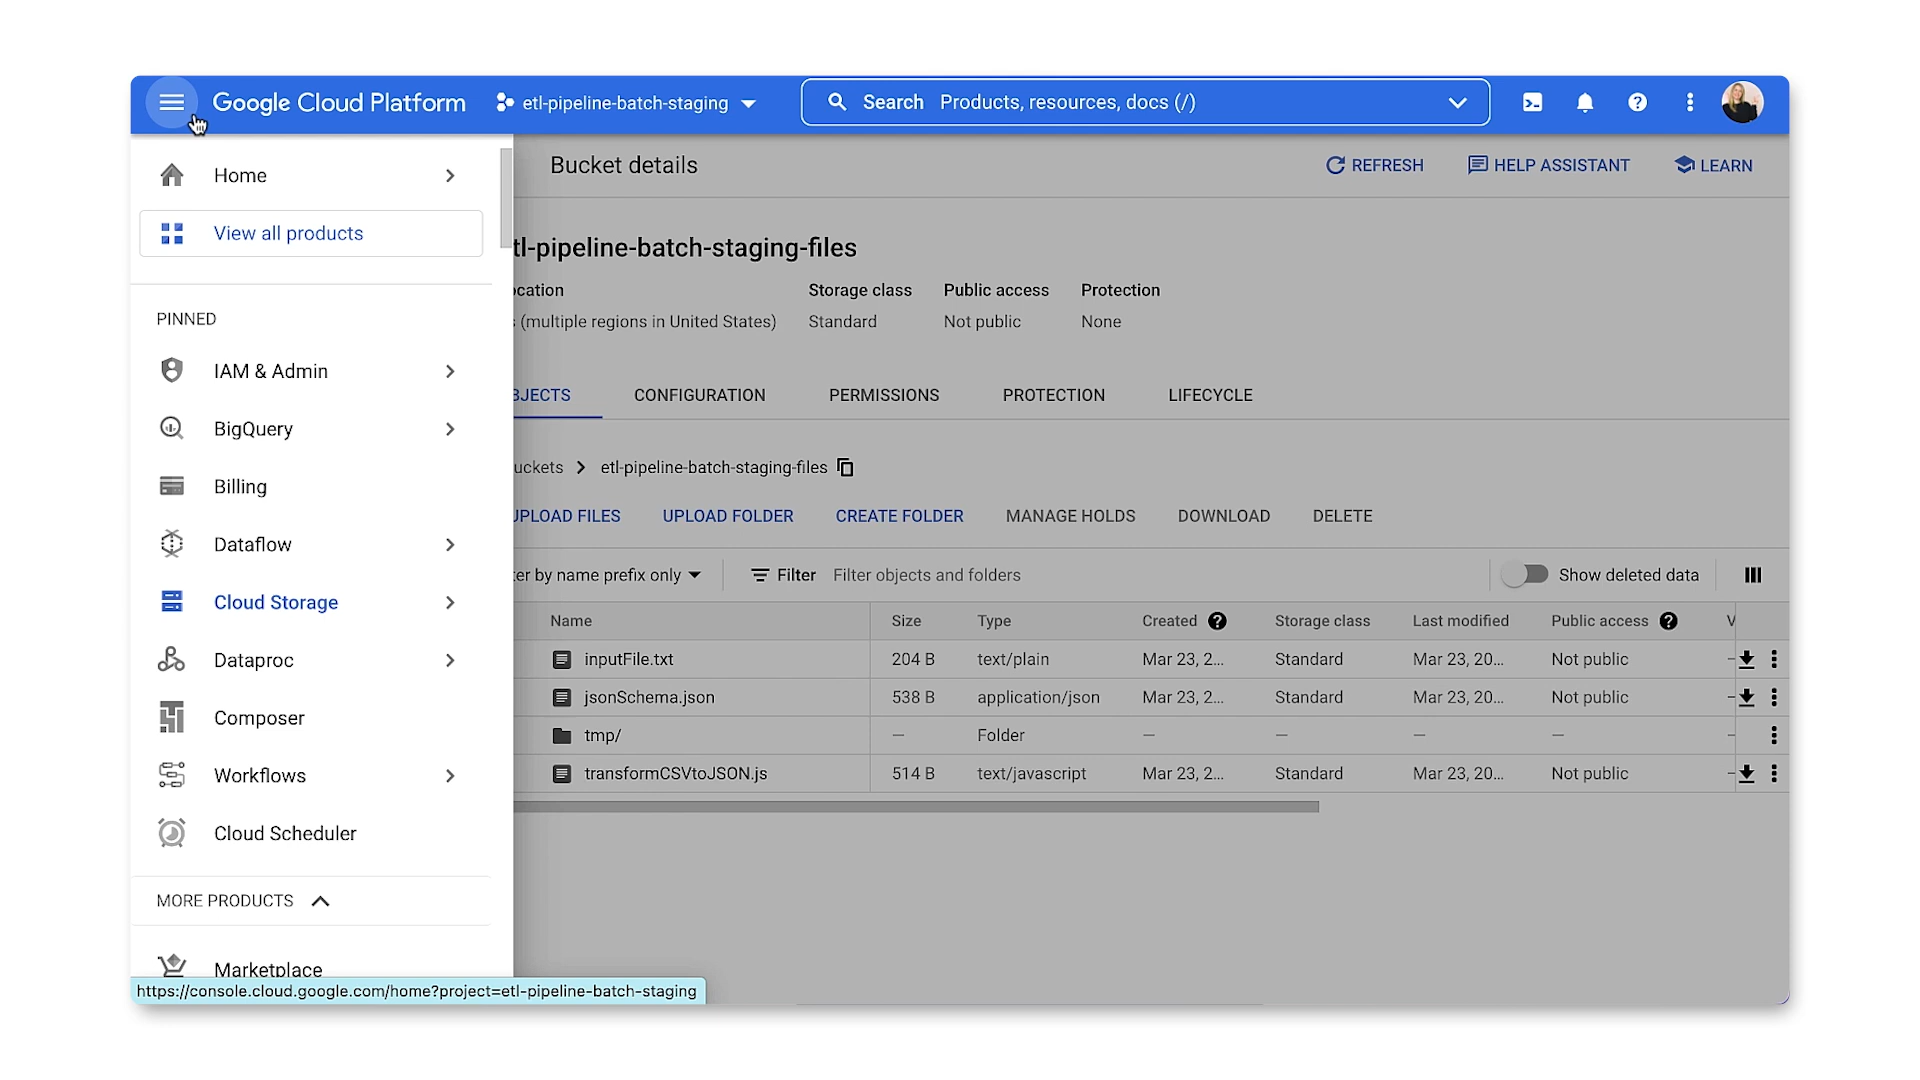 Google Cloud Platform etl-pipeline-batch-staging Search Products, resources, docs (/)
Home
View all products
PINNED
IAM & Admin
BigQuery
Billing
Dataflow
Cloud Storage
Dataproc
Composer
Workflows
Cloud Scheduler
MORE PRODUCTS
Marketplace
https://console.cloud.google.com/home?project=etl-pipeline-batch-staging
Bucket details REFRESH HELP ASSISTANT LEARN
tl-pipeline-batch-staging-files
ocation Storage class Public access Protection
(multiple regions in United States) Standard Not public None
BJECTS CONFIGURATION PERMISSIONS PROTECTION LIFECYCLE
uckets > etl-pipeline-batch-staging-files
UPLOAD FILES UPLOAD FOLDER CREATE FOLDER MANAGE HOLDS DOWNLOAD DELETE
ter by name prefix only Filter Filter objects and folders Show deleted data
Name Size Type Created Storage class Last modified Public access V
inputFile.txt 204 B text/plain Mar 23, 2... Standard Mar 23, 20... Not public –
jsonSchema.json 538 B application/json Mar 23, 2... Standard Mar 23, 20... Not public –
tmp/ — Folder — — — — –
transformCSVtoJSON.js 514 B text/javascript Mar 23, 2... Standard Mar 23, 20... Not public –